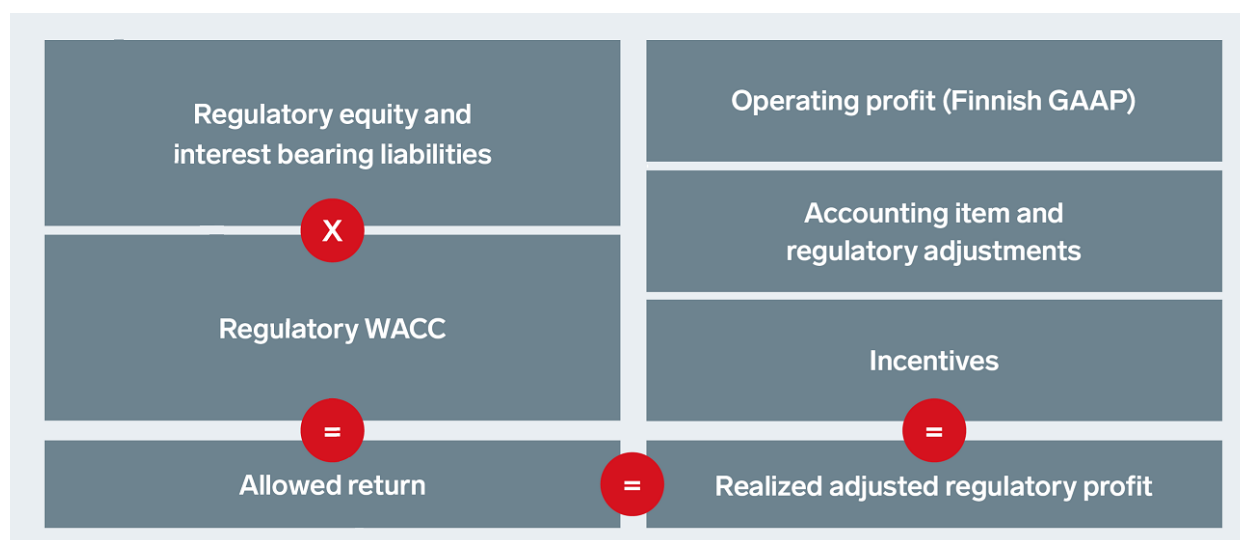 Regulatory equity and
interest bearing liabilities
X
Regulatory WACC
=
Allowed return
=
Operating profit (Finnish GAAP)
Accounting item and
regulatory adjustments
Incentives
=
Realized adjusted regulatory profit